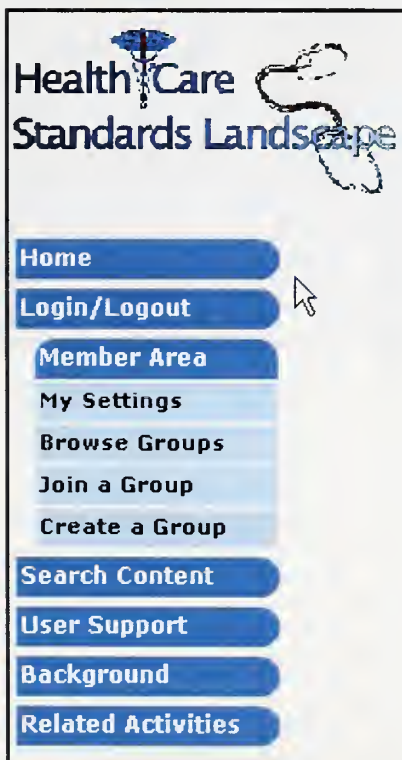 Health Care
Standards Landscape
Home
Login/Logout
Member Area
My Settings
Browse Groups
Join a Group
Create a Group
Search Content
User Support
Background
Related Activities